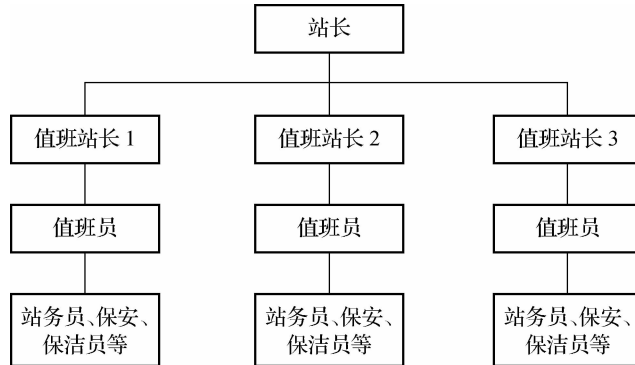 站长
值班站长 1
值班站长 2
值班站长 3
值班员
值班员
值班员
站务员、保安、
保洁员等
站务员、保安、
保洁员等
站务员、保安、
保洁员等